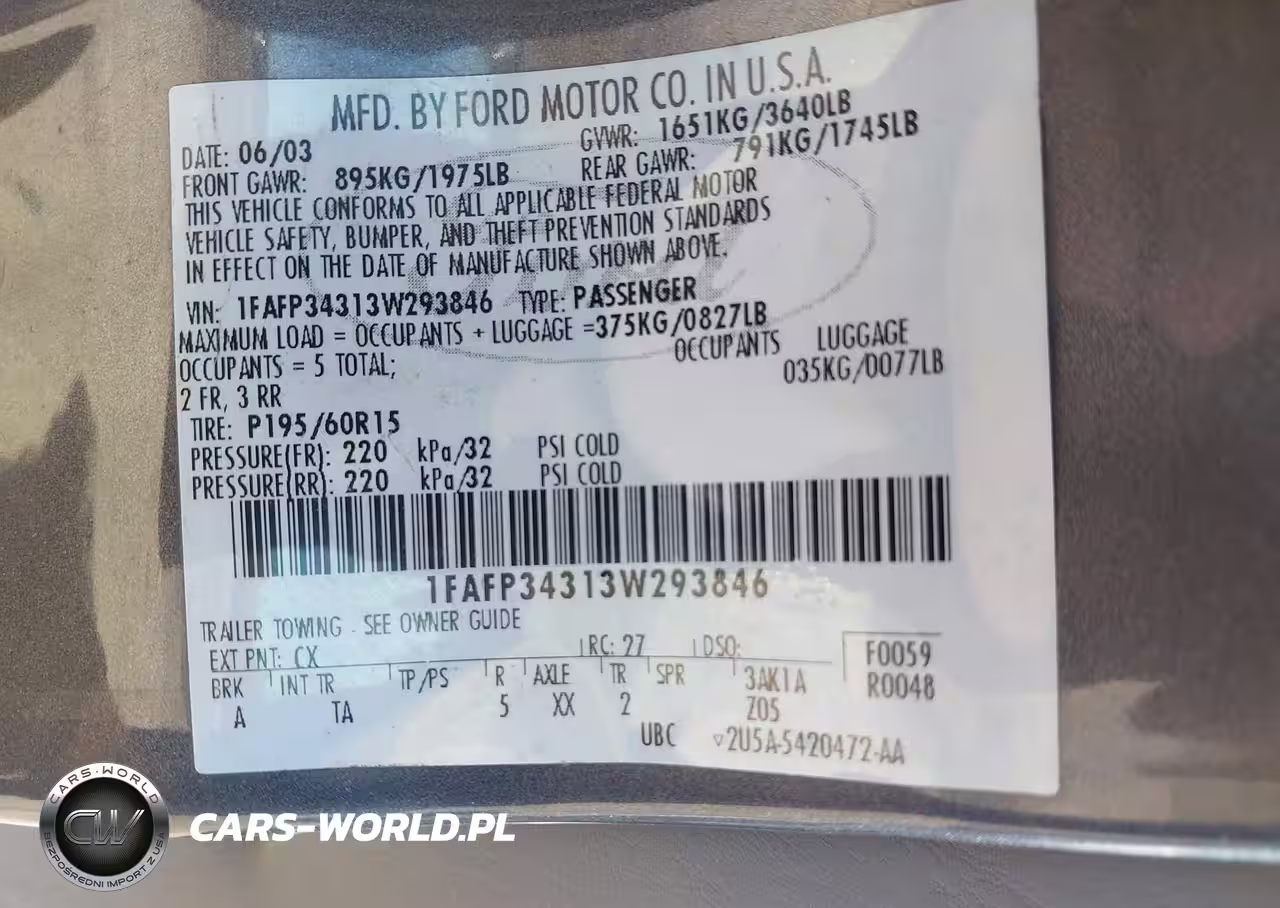 MFD. BY FORD MOTOR CO. IN U.S.A.
DATE: 06/03 GVWR: 1651KG/3640LB
FRONT GAWR: 895KG/1975LB REAR GAWR: 791KG/1745LB
THIS VEHICLE CONFORMS TO ALL APPLICABLE FEDERAL MOTOR
VEHICLE SAFETY, BUMPER, AND THEFT PREVENTION STANDARDS
IN EFFECT ON THE DATE OF MANUFACTURE SHOWN ABOVE.
VIN: 1FAFP34313W293846 TYPE: PASSENGER
MAXIMUM LOAD = OCCUPANTS + LUGGAGE =375KG/0827LB
OCCUPANTS = 5 TOTAL; OCCUPANTS LUGGAGE
2 FR, 3 RR 035KG/0077LB
TIRE: P195/60R15
PRESSURE(FR): 220 kPa/32 PSI COLD
PRESSURE(RR): 220 kPa/32 PSI COLD
1FAFP34313W293846
TRAILER TOWING - SEE OWNER GUIDE
EXT PNT: CX RC: 27 DSO: F0059
BRK INT TR TP/PS R AXLE TR SPR 3AK1A R0048
A TA 5 XX 2 Z05
UBC ▽2U5A-5420472-AA
CARS-WORLD
CW
BEZPOŚREDNI IMPORT Z USA
CARS-WORLD.PL